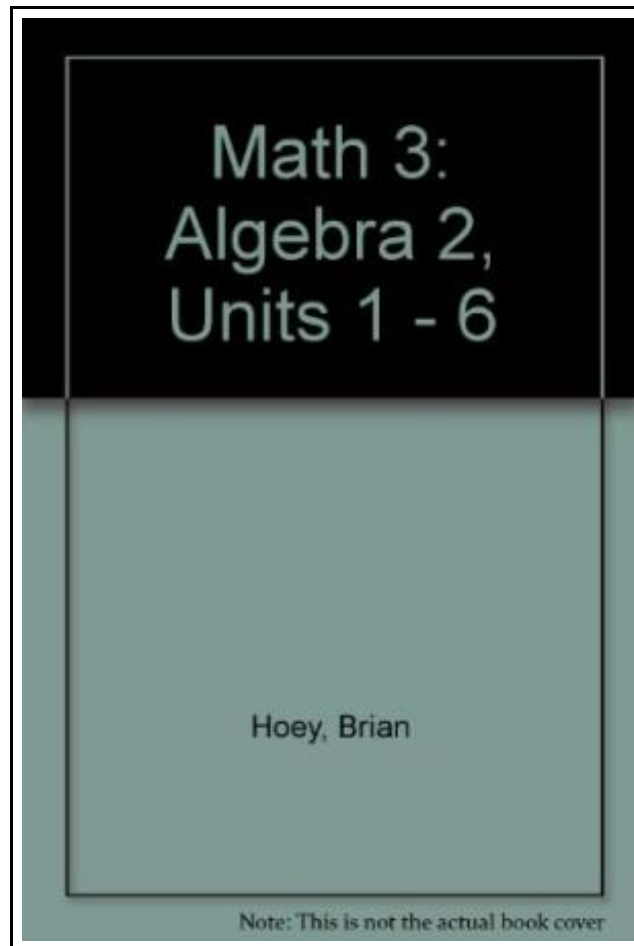 Math 3:
Algebra 2,
Units 1 - 6
Hoey, Brian
Note: This is not the actual book cover